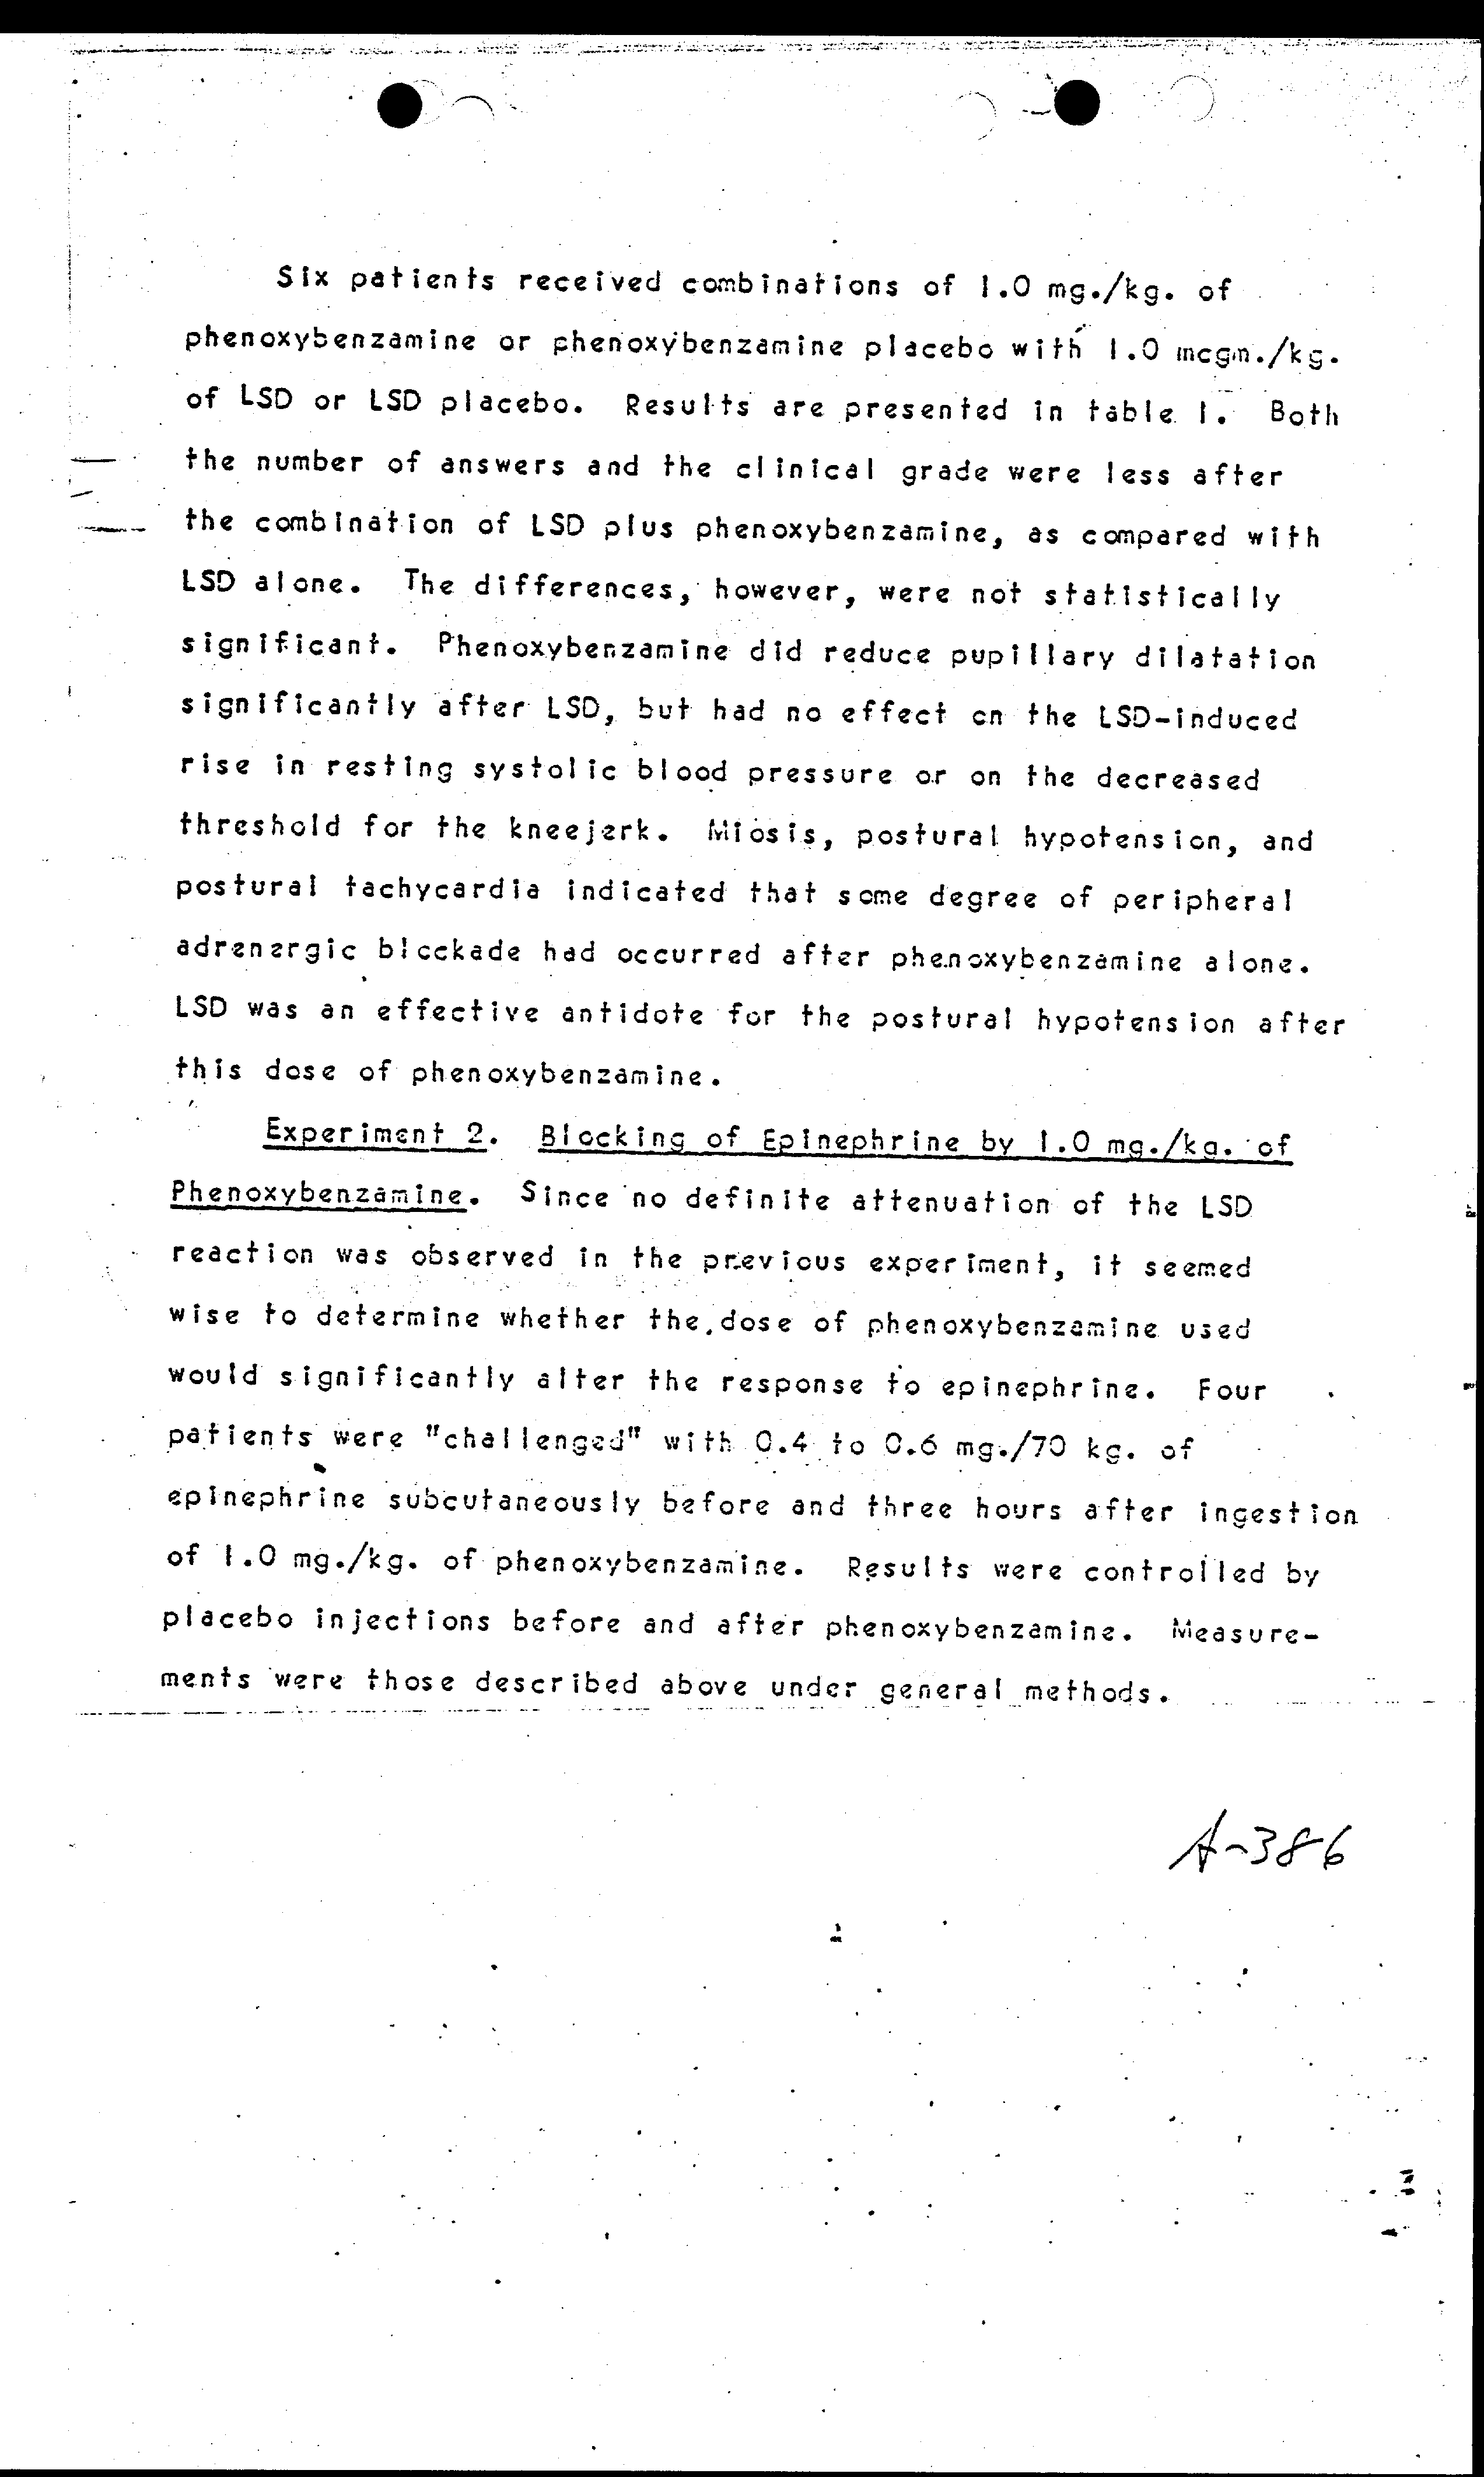 Six patients received combinations of 1.0 mg./kg. of
phenoxybenzamine or phenoxybenzamine placebo with 1.0 mcgm./kg.
of LSD or LSD placebo. Results are presented in table 1. Both
the number of answers and the clinical grade were less after
the combination of LSD plus phenoxybenzamine, as compared with
LSD alone. The differences, however, were not statistically
significant. Phenoxybenzamine did reduce pupillary dilatation
significantly after LSD, but had no effect on the LSD-induced
rise in resting systolic blood pressure or on the decreased
threshold for the kneejerk. Miosis, postural hypotension, and
postural tachycardia indicated that some degree of peripheral
adrenergic blockade had occurred after phenoxybenzamine alone.
LSD was an effective antidote for the postural hypotension after
this dose of phenoxybenzamine.
Experiment 2. Blocking of Epinephrine by 1.0 mg./kg. of
Phenoxybenzamine. Since no definite attenuation of the LSD
reaction was observed in the previous experiment, it seemed
wise to determine whether the dose of phenoxybenzamine used
would significantly alter the response to epinephrine. Four
patients were "challenged" with 0.4 to 0.6 mg./70 kg. of
epinephrine subcutaneously before and three hours after ingestion
of 1.0 mg./kg. of phenoxybenzamine. Results were controlled by
placebo injections before and after phenoxybenzamine. Measure-
ments were those described above under general methods.
A-386